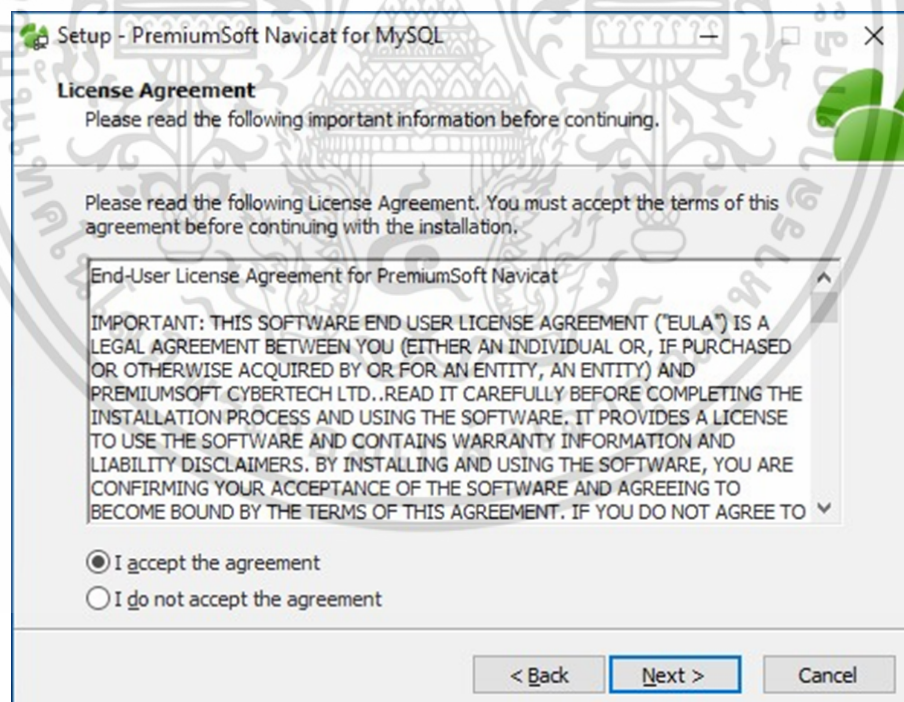 Setup - PremiumSoft Navicat for MySQL
License Agreement
Please read the following important information before continuing.
Please read the following License Agreement. You must accept the terms of this
agreement before continuing with the installation.
End-User License Agreement for PremiumSoft Navicat
IMPORTANT: THIS SOFTWARE END USER LICENSE AGREEMENT ("EULA") IS A
LEGAL AGREEMENT BETWEEN YOU (EITHER AN INDIVIDUAL OR, IF PURCHASED
OR OTHERWISE ACQUIRED BY OR FOR AN ENTITY, AN ENTITY) AND
PREMIUMSOFT CYBERTECH LTD..READ IT CAREFULLY BEFORE COMPLETING THE
INSTALLATION PROCESS AND USING THE SOFTWARE. IT PROVIDES A LICENSE
TO USE THE SOFTWARE AND CONTAINS WARRANTY INFORMATION AND
LIABILITY DISCLAIMERS. BY INSTALLING AND USING THE SOFTWARE, YOU ARE
CONFIRMING YOUR ACCEPTANCE OF THE SOFTWARE AND AGREEING TO
BECOME BOUND BY THE TERMS OF THIS AGREEMENT. IF YOU DO NOT AGREE TO
I accept the agreement
I do not accept the agreement
< Back
Next >
Cancel